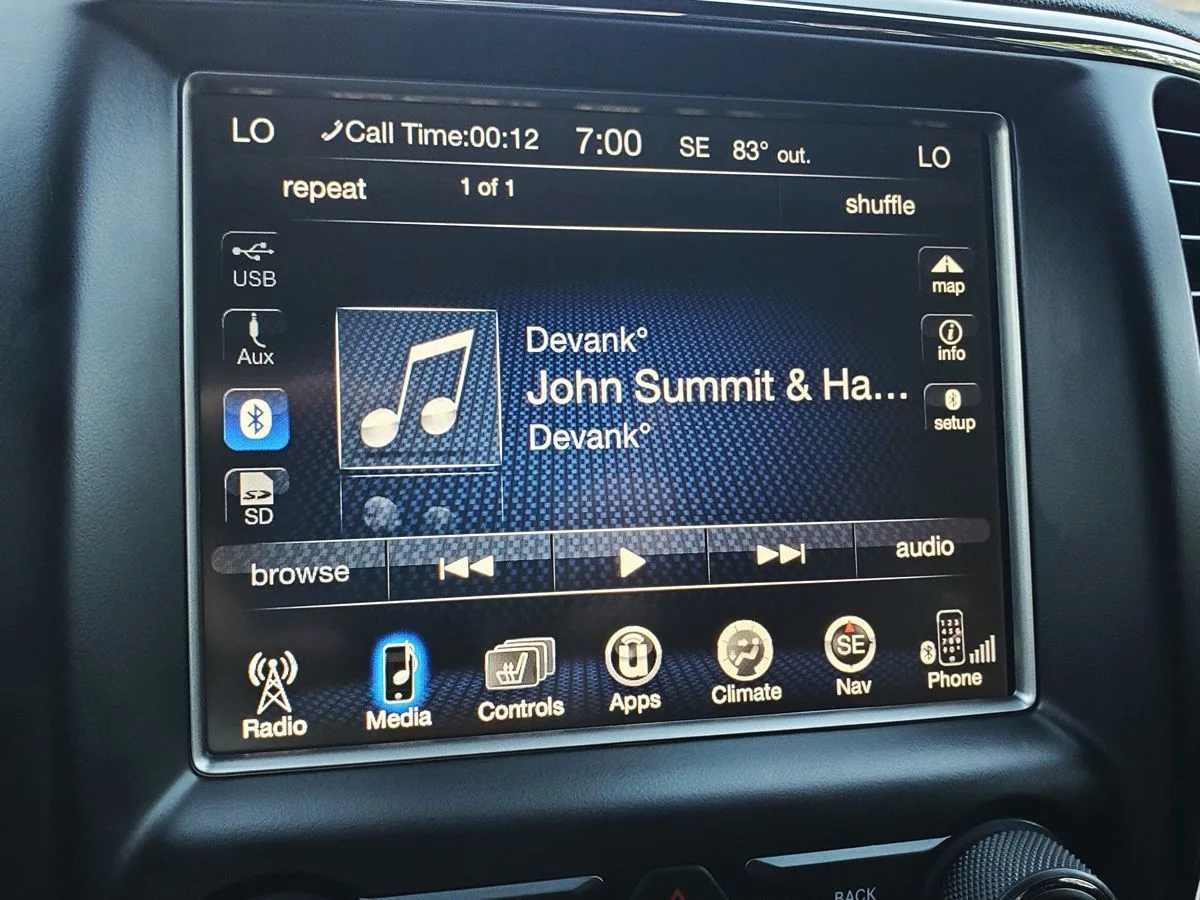 LO Call Time:00:12 7:00 SE 83° out. LO
repeat 1 of 1 shuffle
USB
Aux
SD
map
info
setup
Devank°
John Summit & Ha...
Devank°
browse audio
Radio Media Controls Apps Climate SE Nav Phone
BACK